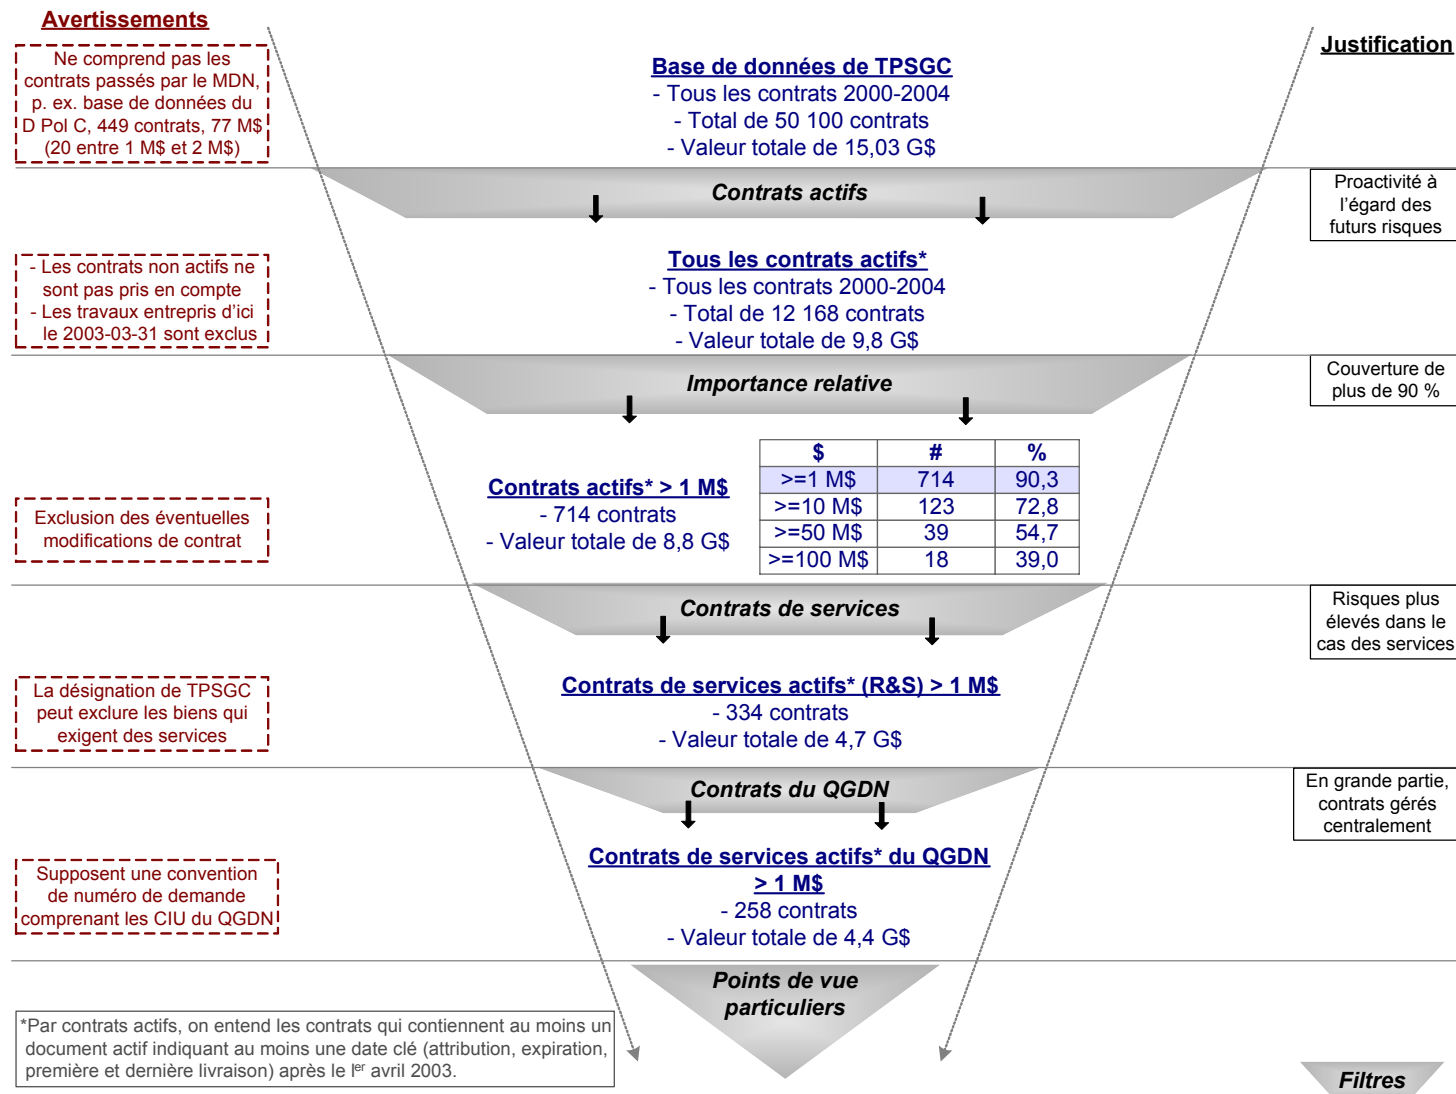 Avertissements
Ne comprend pas les
contrats passés par le MDN,
p. ex. base de données du
D Pol C, 449 contrats, 77 M$
(20 entre 1 M$ et 2 M$)
Base de données de TPSGC
- Tous les contrats 2000-2004
- Total de 50 100 contrats
- Valeur totale de 15,03 G$
Justification
Contrats actifs
Proactivité à
l'égard des
futurs risques
- Les contrats non actifs ne
sont pas pris en compte
- Les travaux entrepris d'ici
le 2003-03-31 sont exclus
Tous les contrats actifs*
- Tous les contrats 2000-2004
- Total de 12 168 contrats
- Valeur totale de 9,8 G$
Importance relative
Couverture de
plus de 90 %
Exclusion des éventuelles
modifications de contrat
Contrats actifs* > 1 M$
- 714 contrats
- Valeur totale de 8,8 G$
$ # %
>=1 M$ 714 90,3
>=10 M$ 123 72,8
>=50 M$ 39 54,7
>=100 M$ 18 39,0
Contrats de services
Risques plus
élevés dans le
cas des services
La désignation de TPSGC
peut exclure les biens qui
exigent des services
Contrats de services actifs* (R&S) > 1 M$
- 334 contrats
- Valeur totale de 4,7 G$
Contrats du QGDN
En grande partie,
contrats gérés
centralement
Supposent une convention
de numéro de demande
comprenant les CIU du QGDN
Contrats de services actifs* du QGDN
> 1 M$
- 258 contrats
- Valeur totale de 4,4 G$
Points de vue
particuliers
*Par contrats actifs, on entend les contrats qui contiennent au moins un
document actif indiquant au moins une date clé (attribution, expiration,
première et dernière livraison) après le ler avril 2003.
Filtres